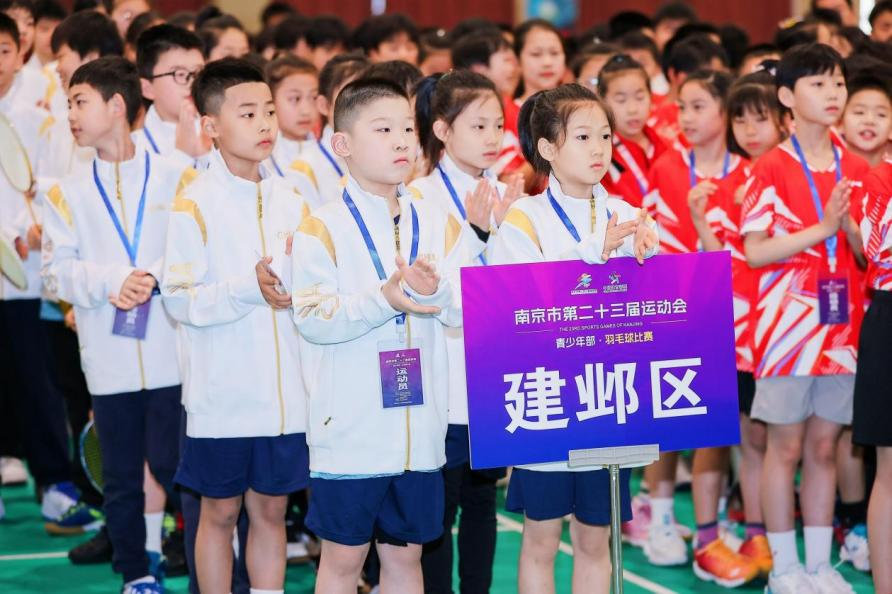 南京市第二十三届运动会
THE 23RD SPORTS GAMES OF NANJING
青少年部·羽毛球比赛
建邺区
运动员